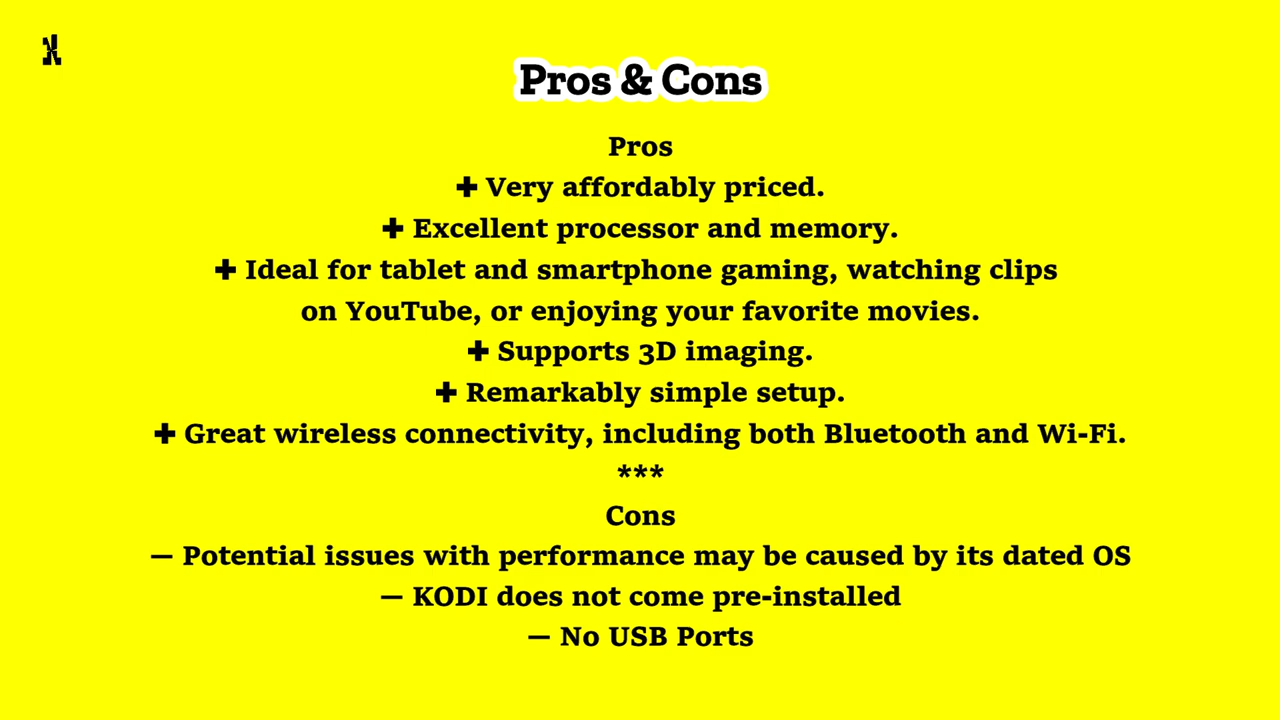 Pros & Cons
Pros
✚ Very affordably priced.
✚ Excellent processor and memory.
✚ Ideal for tablet and smartphone gaming, watching clips
on YouTube, or enjoying your favorite movies.
✚ Supports 3D imaging.
✚ Remarkably simple setup.
✚ Great wireless connectivity, including both Bluetooth and Wi-Fi.
***
Cons
— Potential issues with performance may be caused by its dated OS
— KODI does not come pre-installed
— No USB Ports